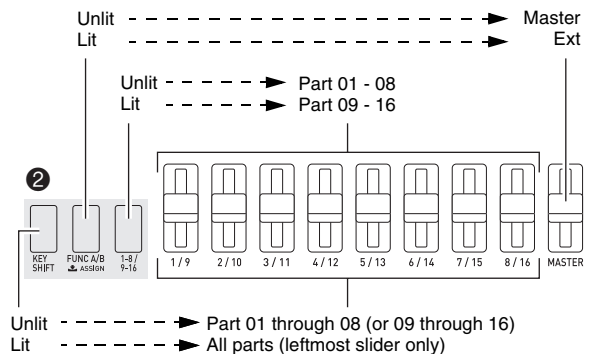 Unlit Master
Lit Ext
Unlit Part 01 - 08
Lit Part 09 - 16
2
KEY SHIFT
FUNC A/B ASSIGN
1-8 / 9-16
1 / 9
2 / 10
3 / 11
4 / 12
5 / 13
6 / 14
7 / 15
8 / 16
MASTER
Unlit Part 01 through 08 (or 09 through 16)
Lit All parts (leftmost slider only)